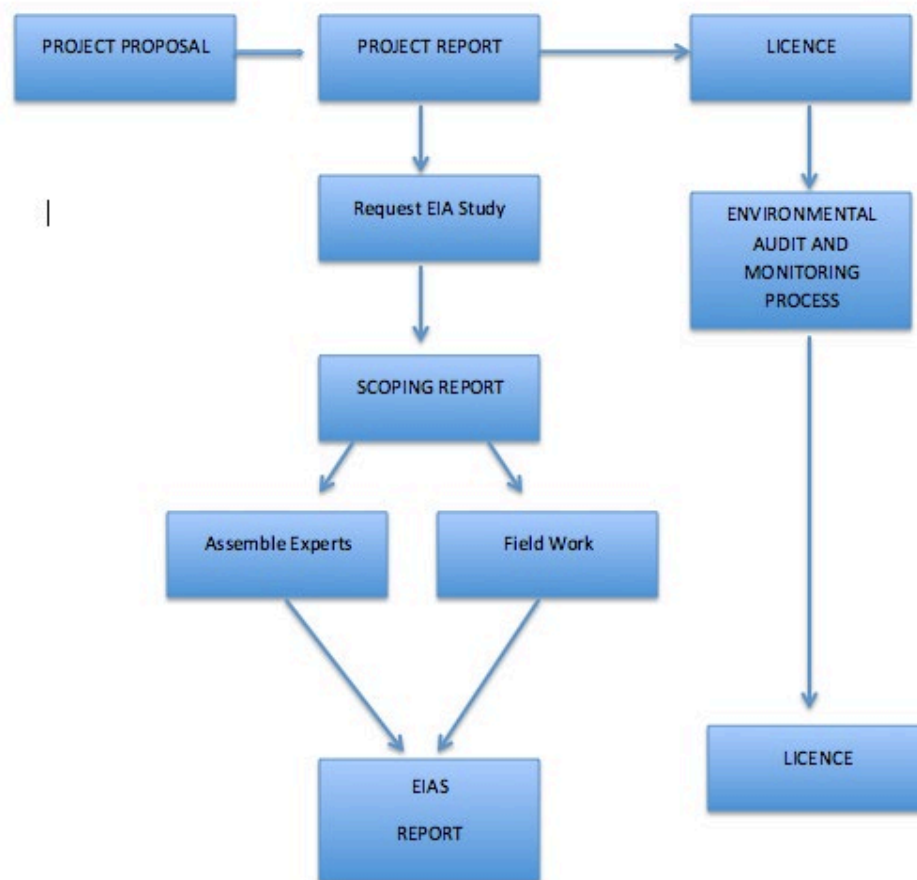 PROJECT PROPOSAL
PROJECT REPORT
LICENCE
Request EIA Study
ENVIRONMENTAL
AUDIT AND
MONITORING
PROCESS
SCOPING REPORT
Assemble Experts
Field Work
LICENCE
EIAS
REPORT